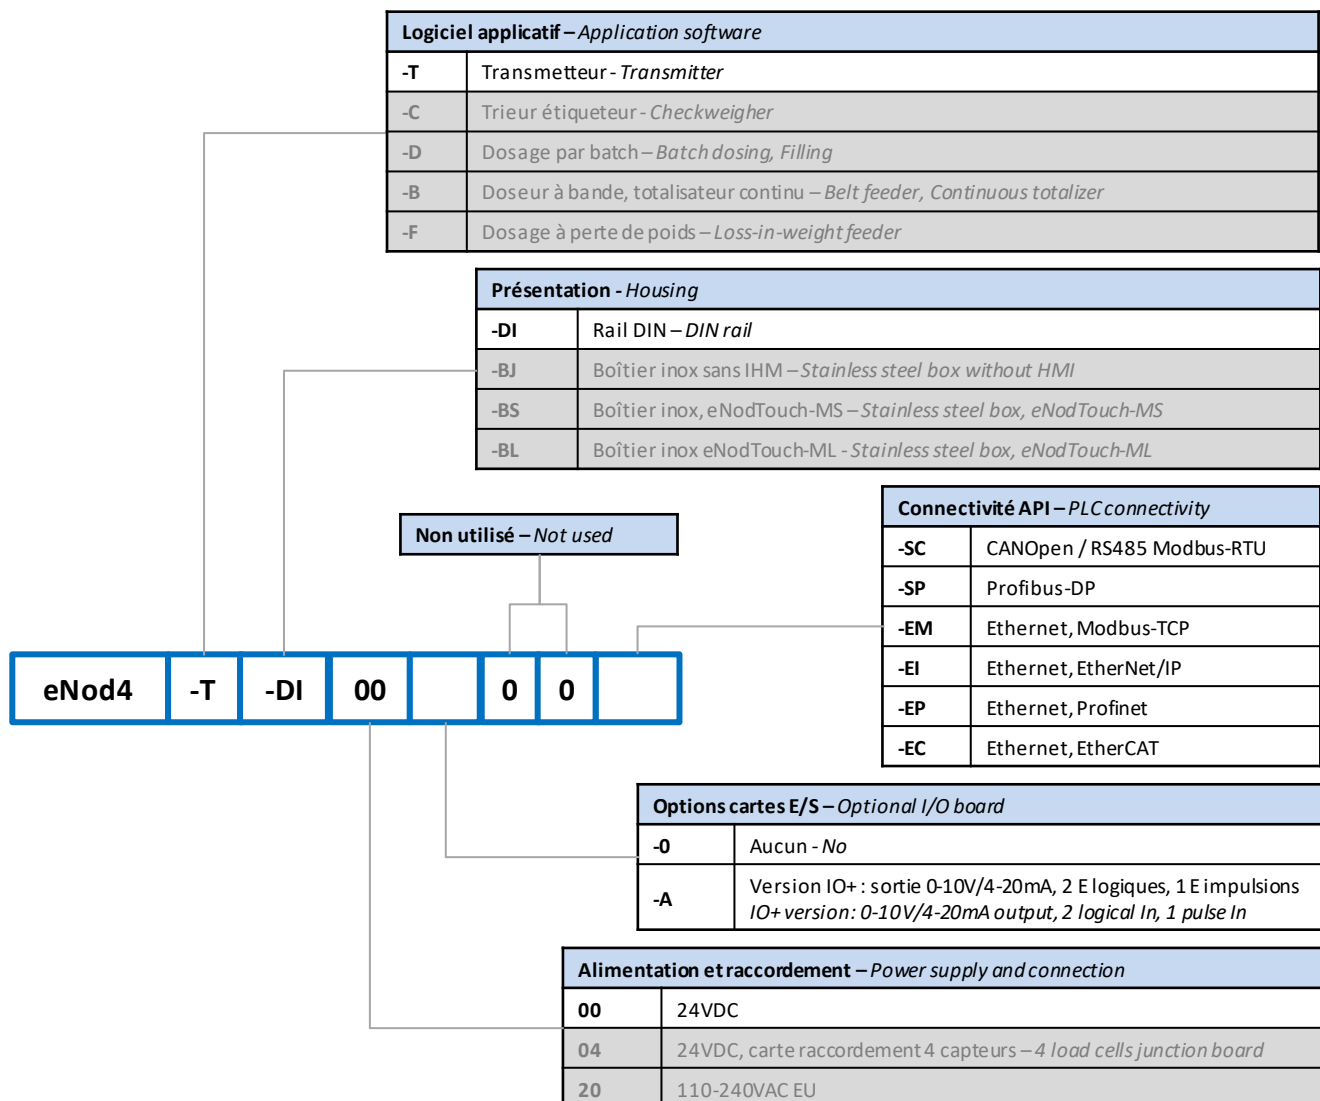 Logiciel applicatif – Application software
-T Transmetteur - Transmitter
-C Trieur étiqueteur - Checkweigher
-D Dosage par batch – Batch dosing, Filling
-B Doseur à bande, totalisateur continu – Belt feeder, Continuous totalizer
-F Dosage à perte de poids – Loss-in-weight feeder
Présentation - Housing
-DI Rail DIN – DIN rail
-BJ Boîtier inox sans IHM – Stainless steel box without HMI
-BS Boîtier inox, eNodTouch-MS – Stainless steel box, eNodTouch-MS
-BL Boîtier inox eNodTouch-ML - Stainless steel box, eNodTouch-ML
Connectivité API – PLC connectivity
-SC CANOpen / RS485 Modbus-RTU
-SP Profibus-DP
-EM Ethernet, Modbus-TCP
-EI Ethernet, EtherNet/IP
-EP Ethernet, Profinet
-EC Ethernet, EtherCAT
Non utilisé – Not used
eNod4 -T -DI 00 0 0
Options cartes E/S – Optional I/O board
-0 Aucun - No
-A Version IO+ : sortie 0-10V/4-20mA, 2 E logiques, 1 E impulsions
IO+ version: 0-10V/4-20mA output, 2 logical In, 1 pulse In
Alimentation et raccordement – Power supply and connection
00 24VDC
04 24VDC, carte raccordement 4 capteurs – 4 load cells junction board
20 110-240VAC EU